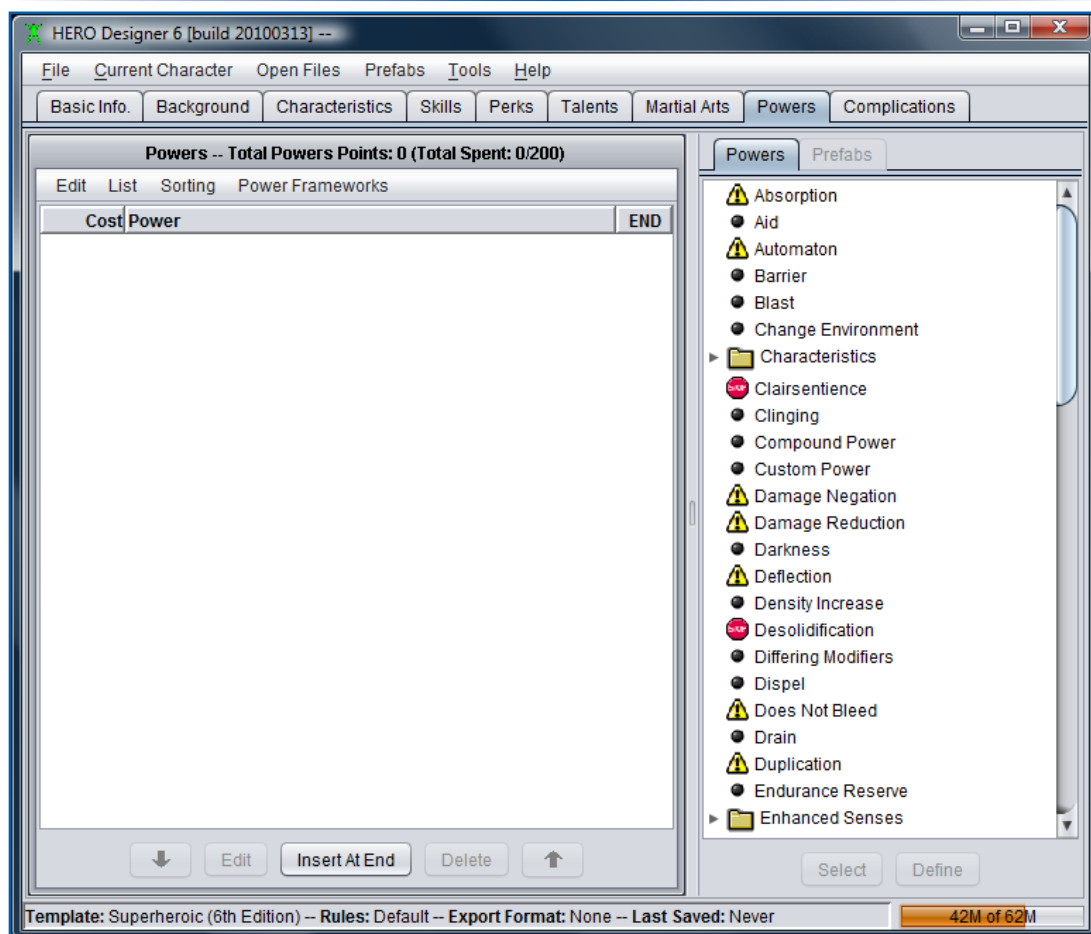 HERO Designer 6 [build 20100313] --
File Current Character Open Files Prefabs Tools Help
Basic Info. Background Characteristics Skills Perks Talents Martial Arts Powers Complications
Powers -- Total Powers Points: 0 (Total Spent: 0/200)
Edit List Sorting Power Frameworks
Cost Power END
Insert At End
Edit Delete
Powers Prefabs
Absorption
Aid
Automaton
Barrier
Blast
Change Environment
Characteristics
STOP Clairsentience
Clinging
Compound Power
Custom Power
Damage Negation
Damage Reduction
Darkness
Deflection
Density Increase
STOP Desolidification
Differing Modifiers
Dispel
Does Not Bleed
Drain
Duplication
Endurance Reserve
Enhanced Senses
Select Define
Template: Superheroic (6th Edition) -- Rules: Default -- Export Format: None -- Last Saved: Never
42M of 62M